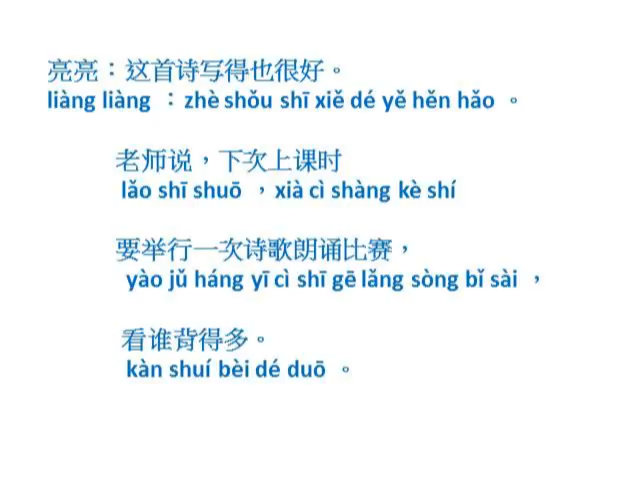 亮亮：这首诗写得也很好。
liàng liàng ：zhè shǒu shī xiě dé yě hěn hǎo 。
老师说，下次上课时
lǎo shī shuō ，xià cì shàng kè shí
要举行一次诗歌朗诵比赛，
yào jǔ háng yī cì shī gē lǎng sòng bǐ sài ，
看谁背得多。
kàn shuí bèi dé duō 。